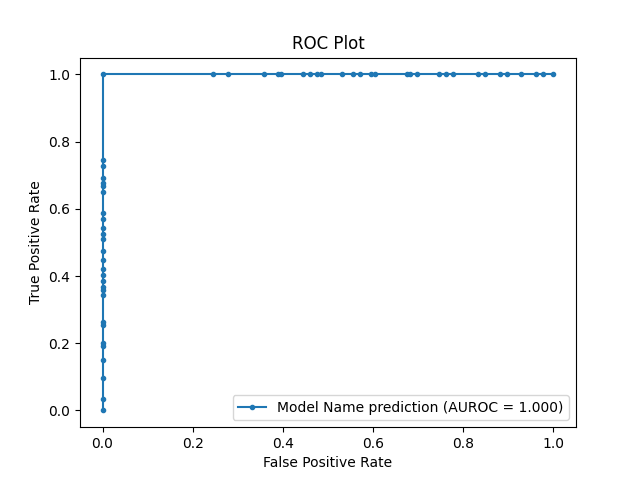 ROC Plot
1.0
0.8
0.6
0.4
0.2
0.0
True Positive Rate
Model Name prediction (AUROC = 1.000)
0.0 0.2 0.4 0.6 0.8 1.0
False Positive Rate